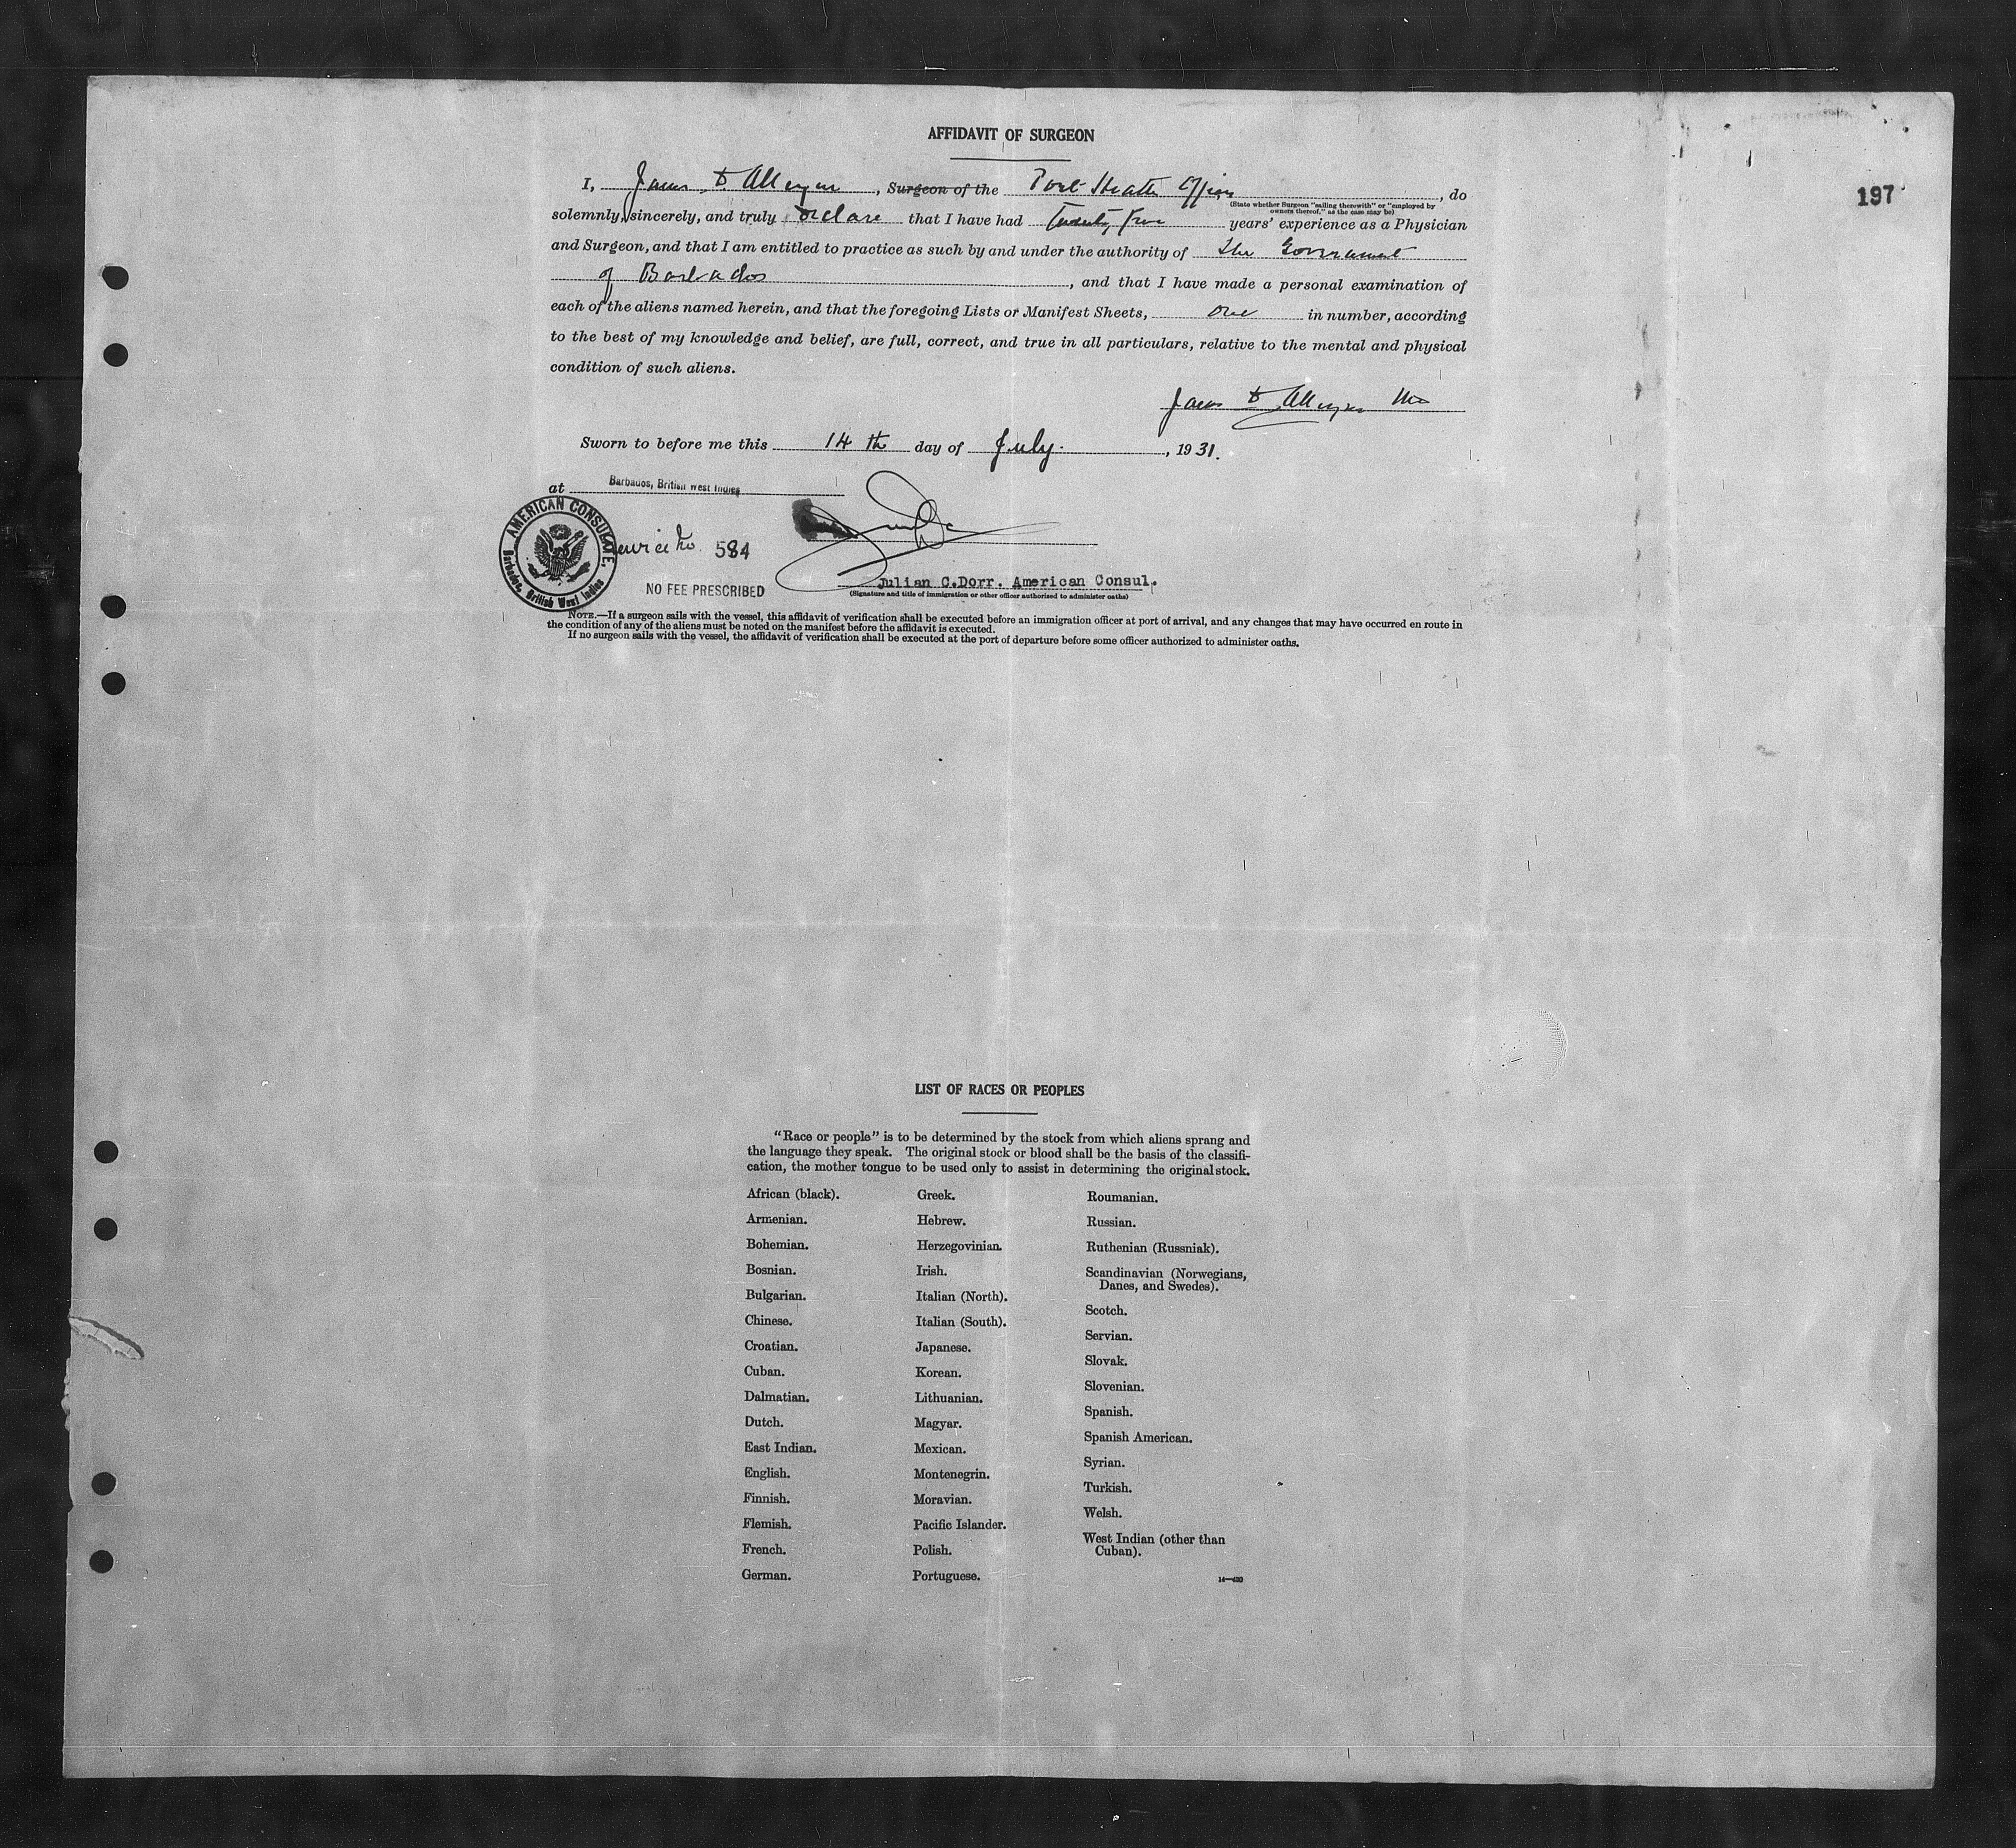 197
AFFIDAVIT OF SURGEON
I, James D Alleyne, Surgeon of the Port Health Officer, do
(State whether Surgeon "sailing therewith" or "employed by
owners thereof," as the case may be)
solemnly, sincerely, and truly declare that I have had Twenty Five years' experience as a Physician
and Surgeon, and that I am entitled to practice as such by and under the authority of The Government
of Barbados, and that I have made a personal examination of
each of the aliens named herein, and that the foregoing Lists or Manifest Sheets, one in number, according
to the best of my knowledge and belief, are full, correct, and true in all particulars, relative to the mental and physical
condition of such aliens.
James D Alleyne MD
Sworn to before me this 14th day of July, 1931.
at Barbados, British West Indies
AMERICAN CONSULATE.
Barbados, British West Indies
Service No. 584
NO FEE PRESCRIBED
Julian C.Dorr. American Consul.
(Signature and title of immigration or other officer authorized to administer oaths)
NOTE.—If a surgeon sails with the vessel, this affidavit of verification shall be executed before an immigration officer at port of arrival, and any changes that may have occurred en route in
the condition of any of the aliens must be noted on the manifest before the affidavit is executed.
If no surgeon sails with the vessel, the affidavit of verification shall be executed at the port of departure before some officer authorized to administer oaths.
LIST OF RACES OR PEOPLES
"Race or people" is to be determined by the stock from which aliens sprang and
the language they speak. The original stock or blood shall be the basis of the classifi-
cation, the mother tongue to be used only to assist in determining the original stock.
African (black).
Armenian.
Bohemian.
Bosnian.
Bulgarian.
Chinese.
Croatian.
Cuban.
Dalmatian.
Dutch.
East Indian.
English.
Finnish.
Flemish.
French.
German.
Greek.
Hebrew.
Herzegovinian.
Irish.
Italian (North).
Italian (South).
Japanese.
Korean.
Lithuanian.
Magyar.
Mexican.
Montenegrin.
Moravian.
Pacific Islander.
Polish.
Portuguese.
Roumanian.
Russian.
Ruthenian (Russniak).
Scandinavian (Norwegians,
Danes, and Swedes).
Scotch.
Servian.
Slovak.
Slovenian.
Spanish.
Spanish American.
Syrian.
Turkish.
Welsh.
West Indian (other than
Cuban).